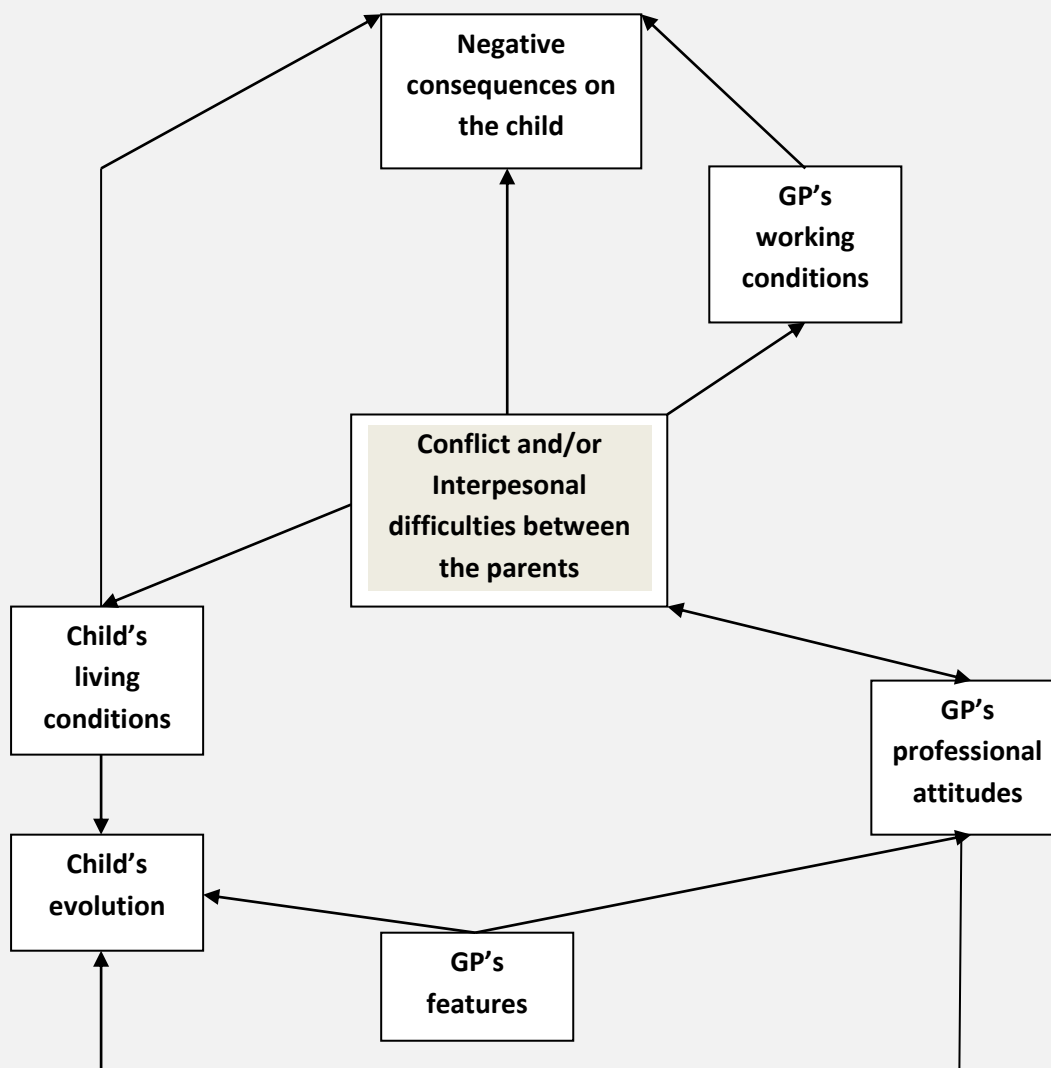 Negative
consequences on
the child
GP’s
working
conditions
Conflict and/or
Interpesonal
difficulties between
the parents
Child’s
living
conditions
GP’s
professional
attitudes
Child’s
evolution
GP’s
features